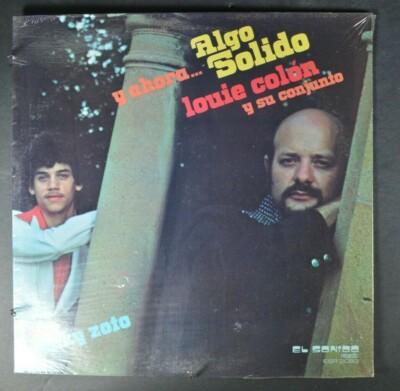 y ahora...
Algo
Solido
louie colón
y su conjunto
y zoto
EL SONIDO